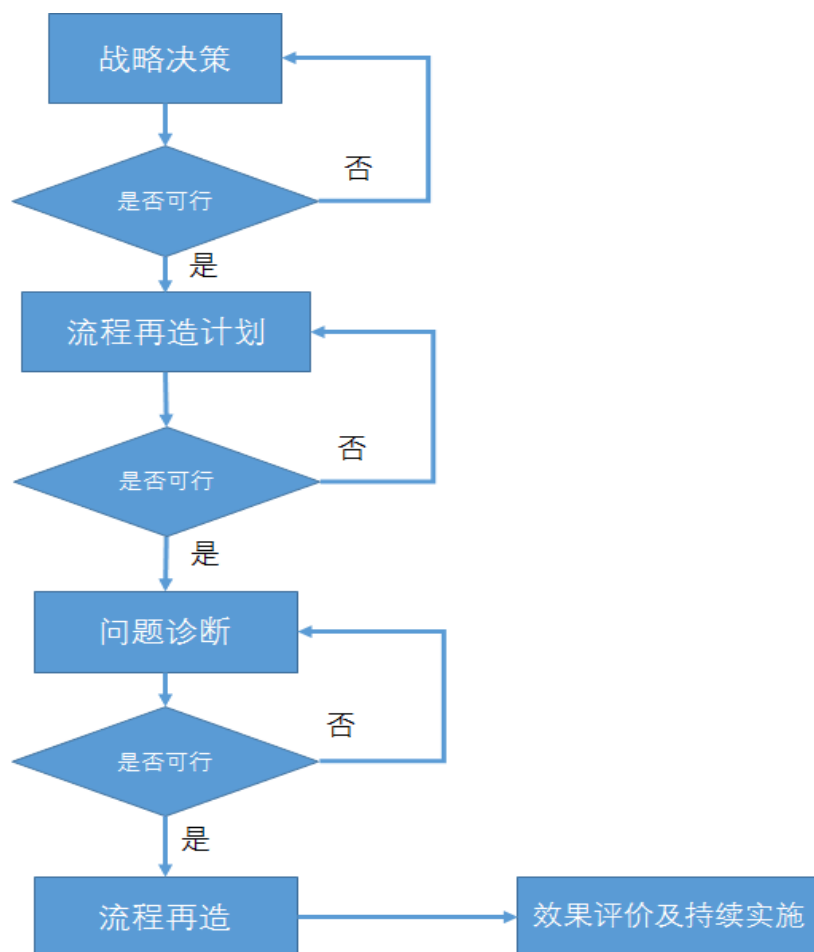 战略决策
否
是否可行
是
流程再造计划
否
是否可行
是
问题诊断
否
是否可行
是
流程再造
效果评价及持续实施